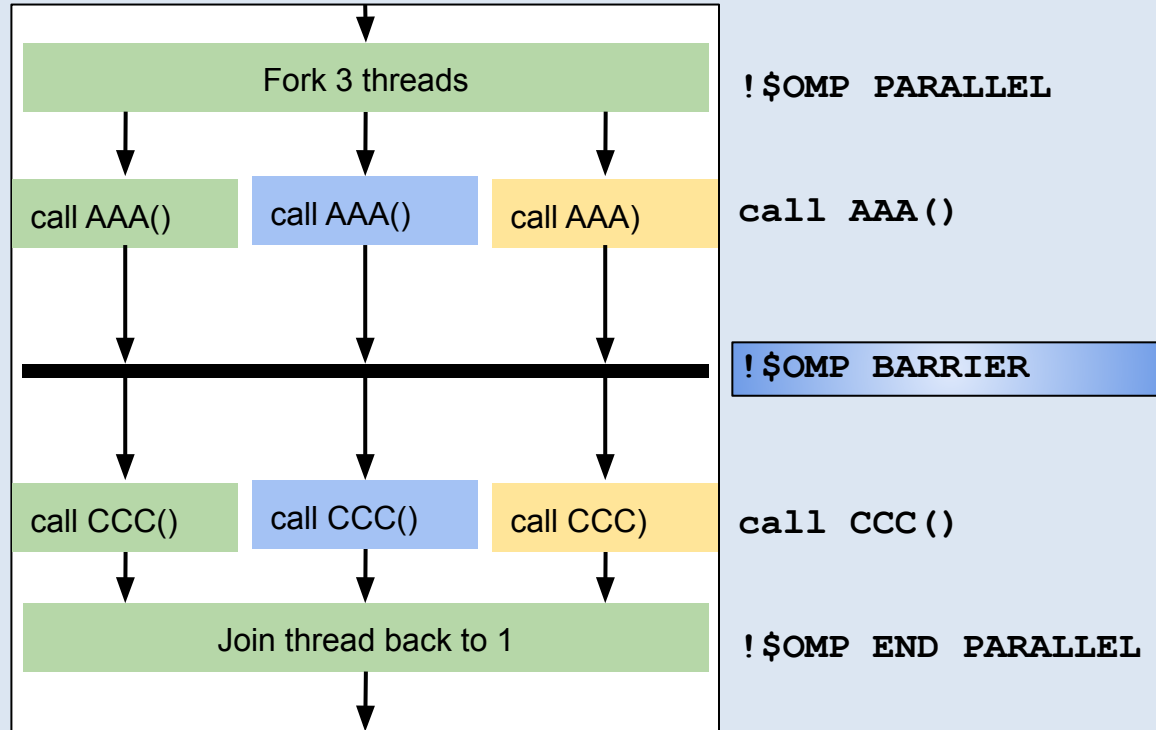 Fork 3 threads
!$OMP PARALLEL
call AAA()
call AAA()
call AAA)
call AAA()
!$OMP BARRIER
call CCC()
call CCC()
call CCC)
call CCC()
Join thread back to 1
!$OMP END PARALLEL